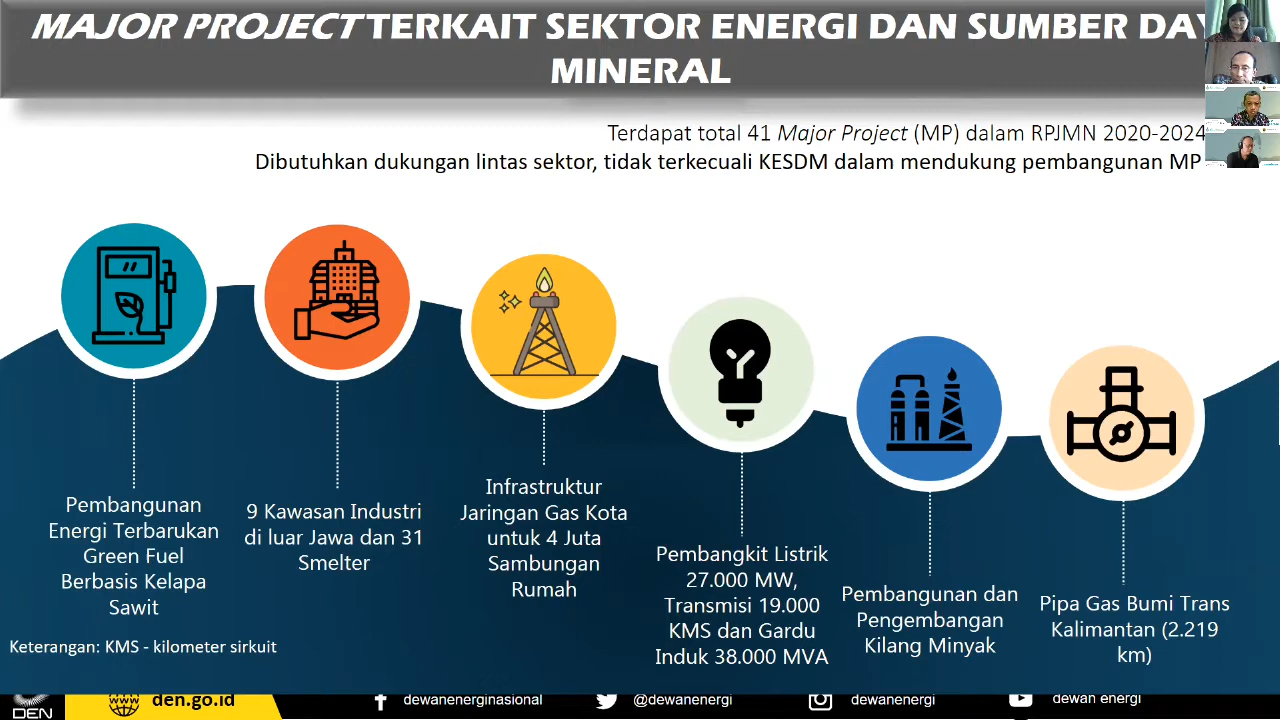 MAJOR PROJECT TERKAIT SEKTOR ENERGI DAN SUMBER DAY
MINERAL
Terdapat total 41 Major Project (MP) dalam RPJMN 2020-2024
Dibutuhkan dukungan lintas sektor, tidak terkecuali KESDM dalam mendukung pembangunan MP
Pembangunan
Energi Terbarukan
Green Fuel
Berbasis Kelapa
Sawit
9 Kawasan Industri
di luar Jawa dan 31
Smelter
Infrastruktur
Jaringan Gas Kota
untuk 4 Juta
Sambungan
Rumah
Pembangkit Listrik
27.000 MW,
Transmisi 19.000
KMS dan Gardu
Induk 38.000 MVA
Pembangunan dan
Pengembangan
Kilang Minyak
Pipa Gas Bumi Trans
Kalimantan (2.219
km)
Keterangan: KMS - kilometer sirkuit
DEN
den.go.id
dewanenerginasional
@dewanenergi
dewanenergi
dewan energi